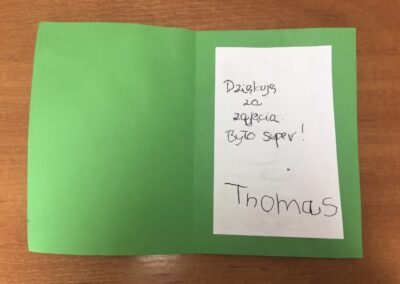 Dziękuję
za
zajęcia
Było super!
Thomas